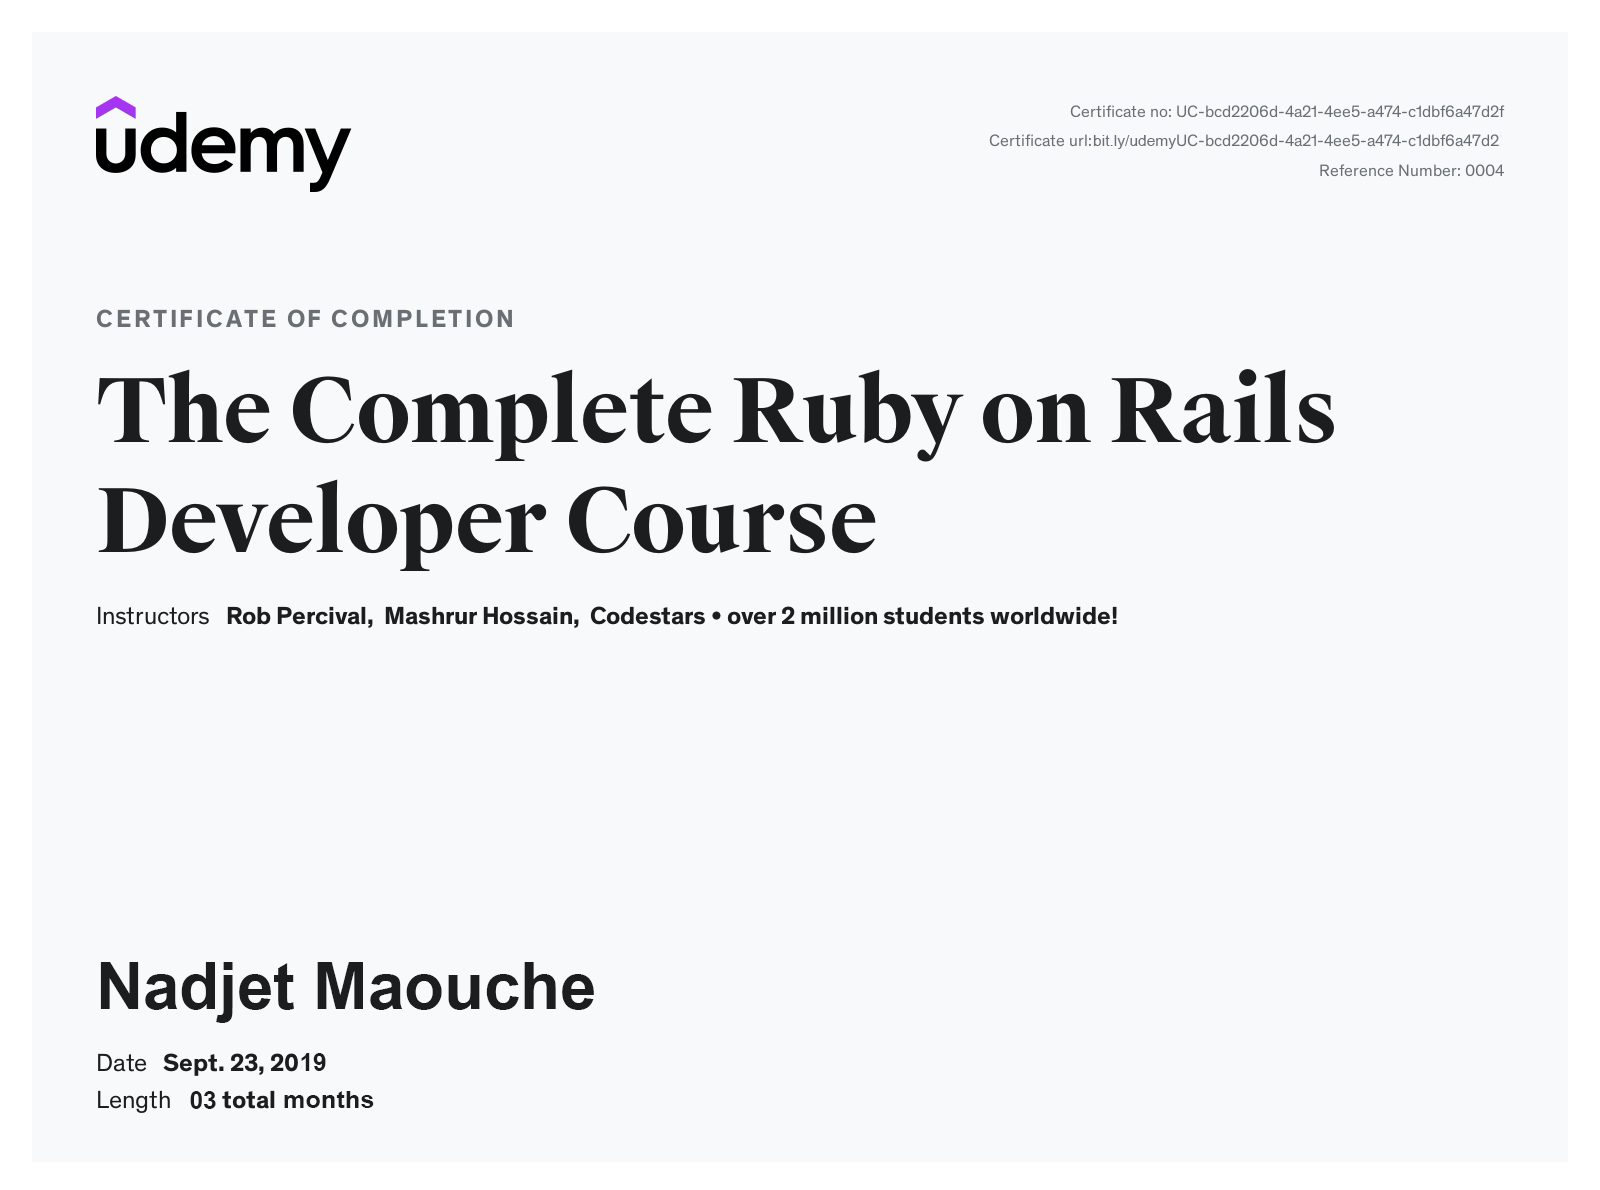 udemy
Certificate no: UC-bcd2206d-4a21-4ee5-a474-c1dbf6a47d2f
Certificate url:bit.ly/udemyUC-bcd2206d-4a21-4ee5-a474-c1dbf6a47d2
Reference Number: 0004
CERTIFICATE OF COMPLETION
The Complete Ruby on Rails
Developer Course
Instructors Rob Percival, Mashrur Hossain, Codestars • over 2 million students worldwide!
Nadjet Maouche
Date Sept. 23, 2019
Length 03 total months